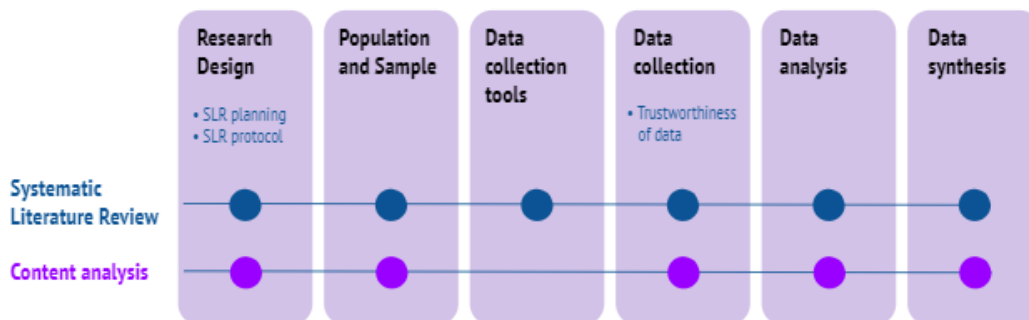 Research
Design
• SLR planning
• SLR protocol
Population
and Sample
Data
collection
tools
Data
collection
• Trustworthiness
of data
Data
analysis
Data
synthesis
Systematic
Literature Review
Content analysis